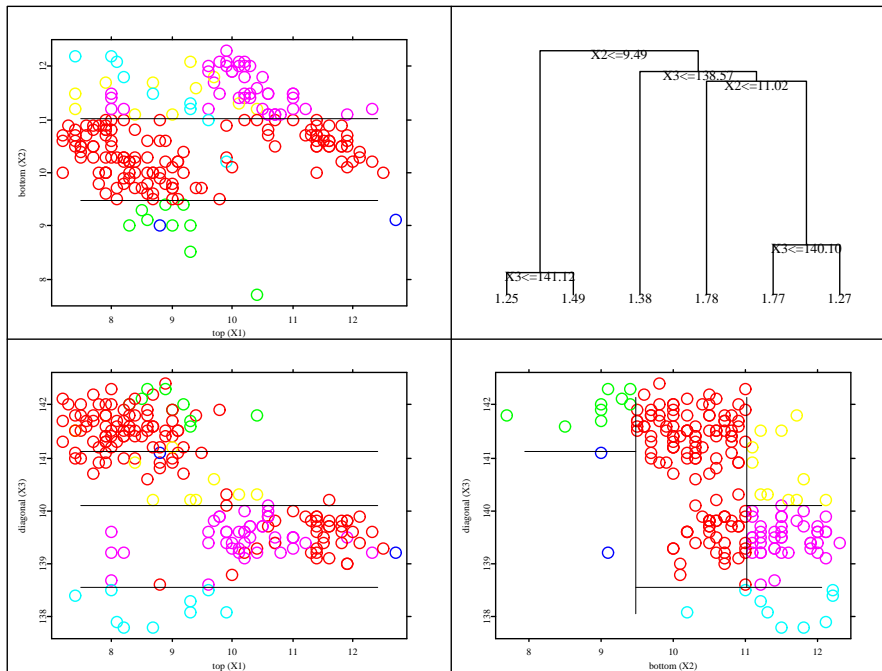 12
11
10
9
8
bottom (X2)
8 9 10 11 12
top (X1)
X2<=9.49
X3<=138.57
X2<=11.02
X3<=140.10
X3<=141.12
1.25 1.49 1.38 1.78 1.77 1.27
142
141
140
139
138
diagonal (X3)
8 9 10 11 12
top (X1)
142
141
140
139
138
diagonal (X3)
8 9 10 11 12
bottom (X2)